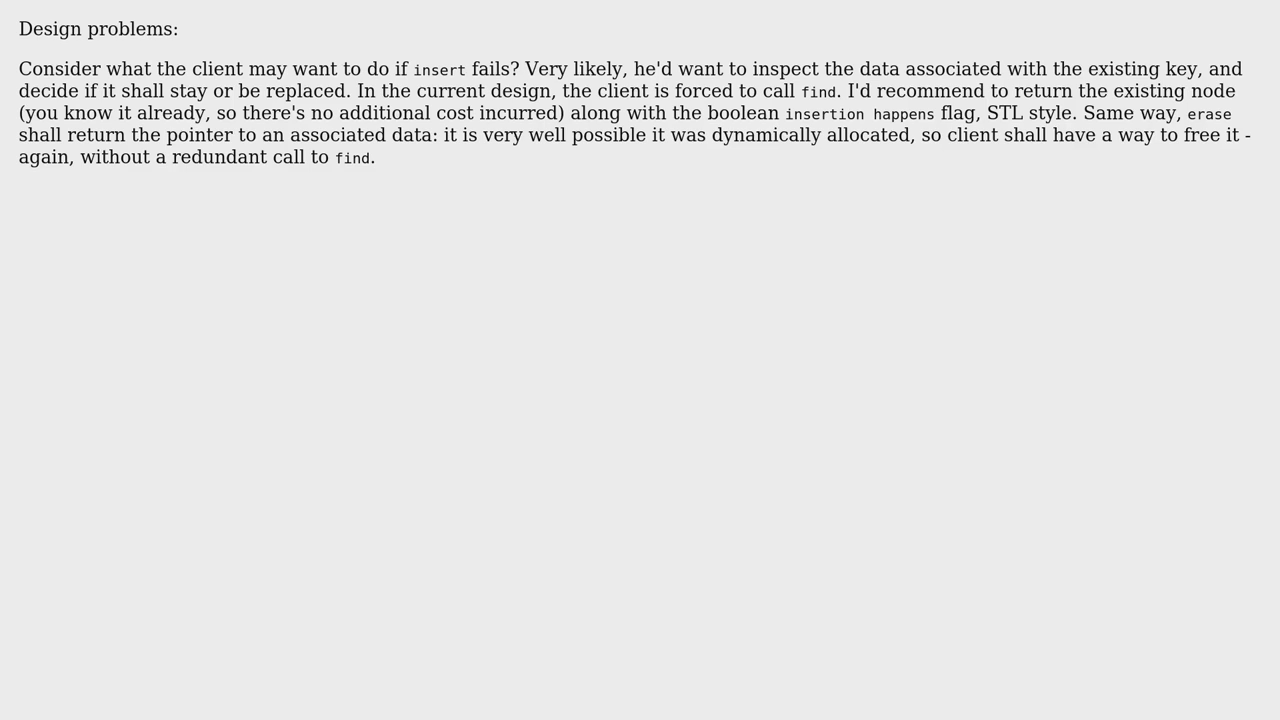 Design problems:
Consider what the client may want to do if insert fails? Very likely, he'd want to inspect the data associated with the existing key, and
decide if it shall stay or be replaced. In the current design, the client is forced to call find. I'd recommend to return the existing node
(you know it already, so there's no additional cost incurred) along with the boolean insertion happens flag, STL style. Same way, erase
shall return the pointer to an associated data: it is very well possible it was dynamically allocated, so client shall have a way to free it -
again, without a redundant call to find.